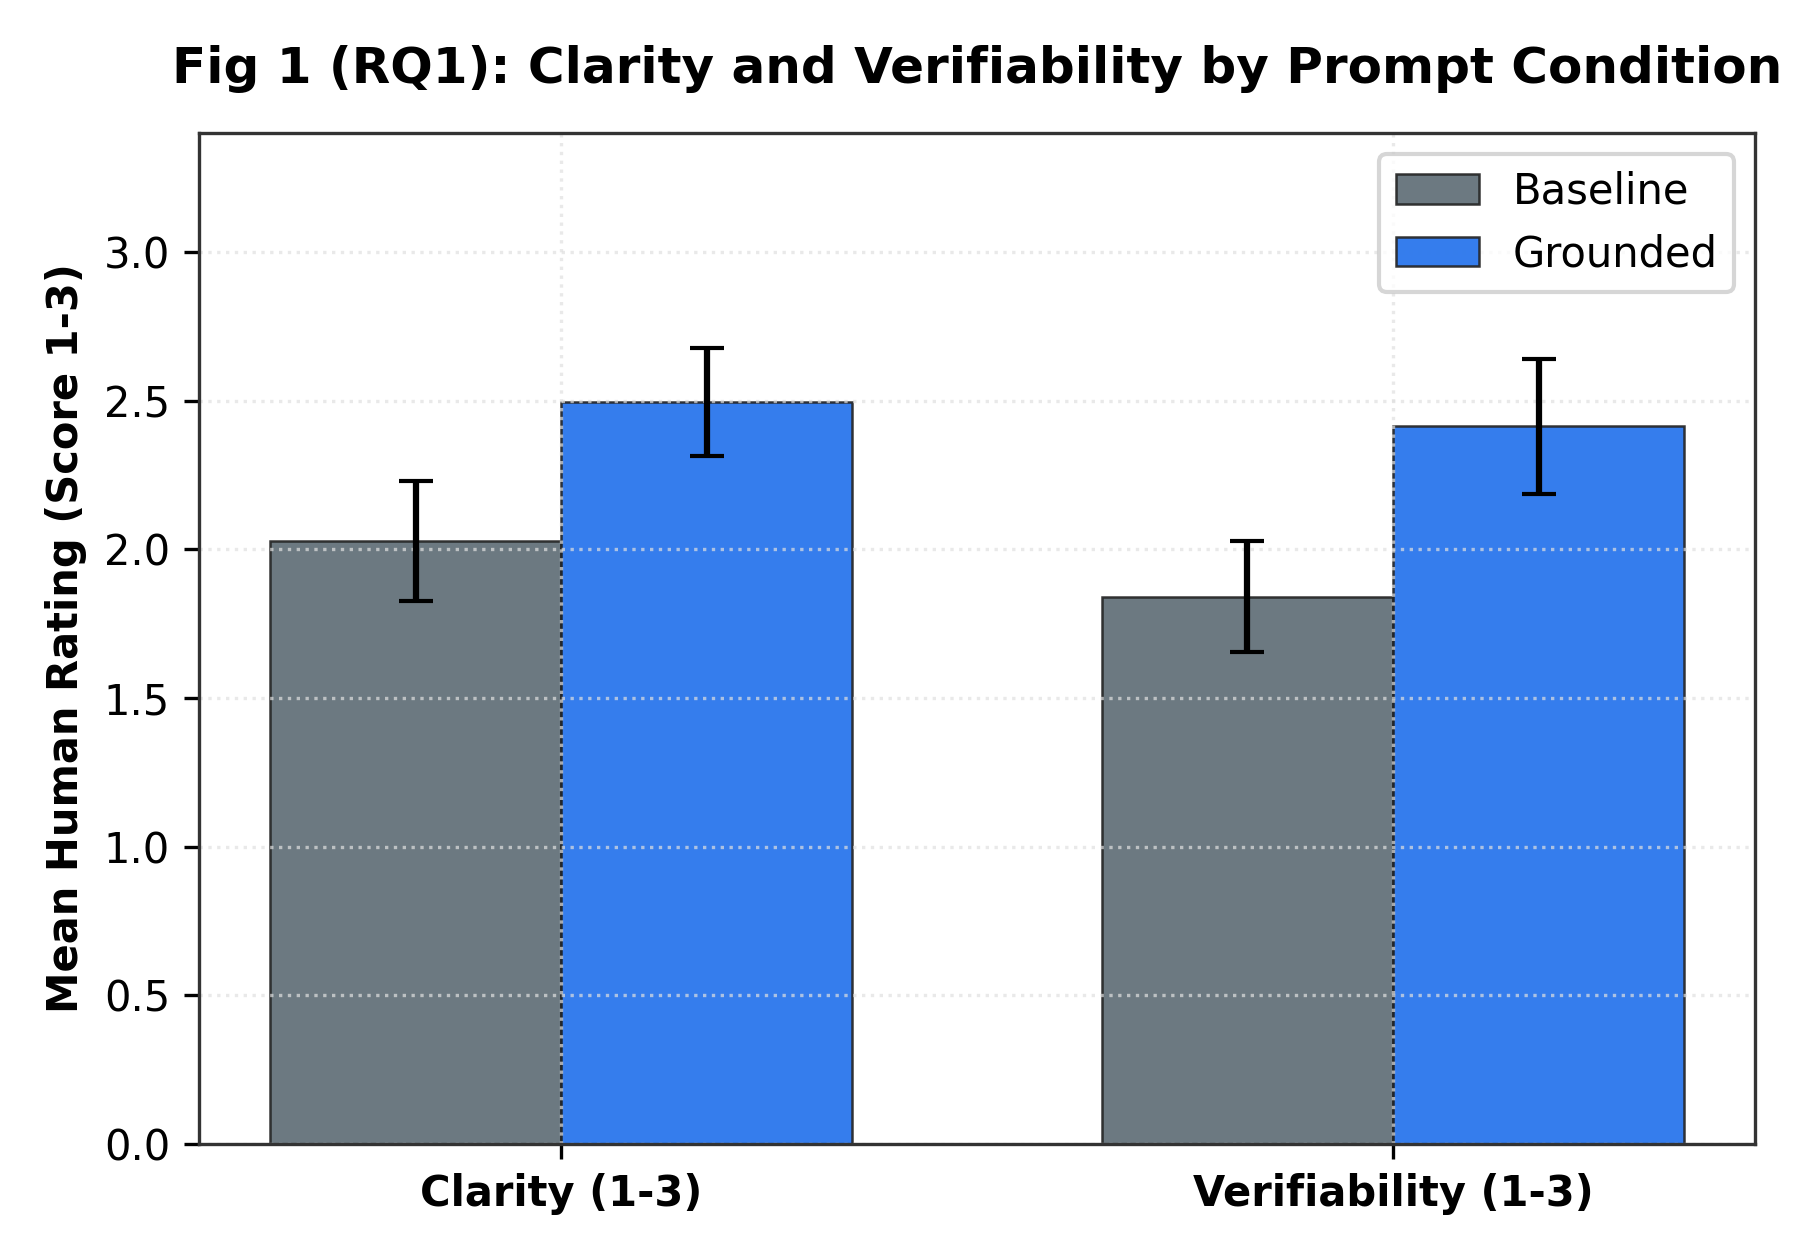 Fig 1 (RQ1): Clarity and Verifiability by Prompt Condition
Baseline
Grounded
Mean Human Rating (Score 1-3)
3.0
2.5
2.0
1.5
1.0
0.5
0.0
Clarity (1-3)
Verifiability (1-3)